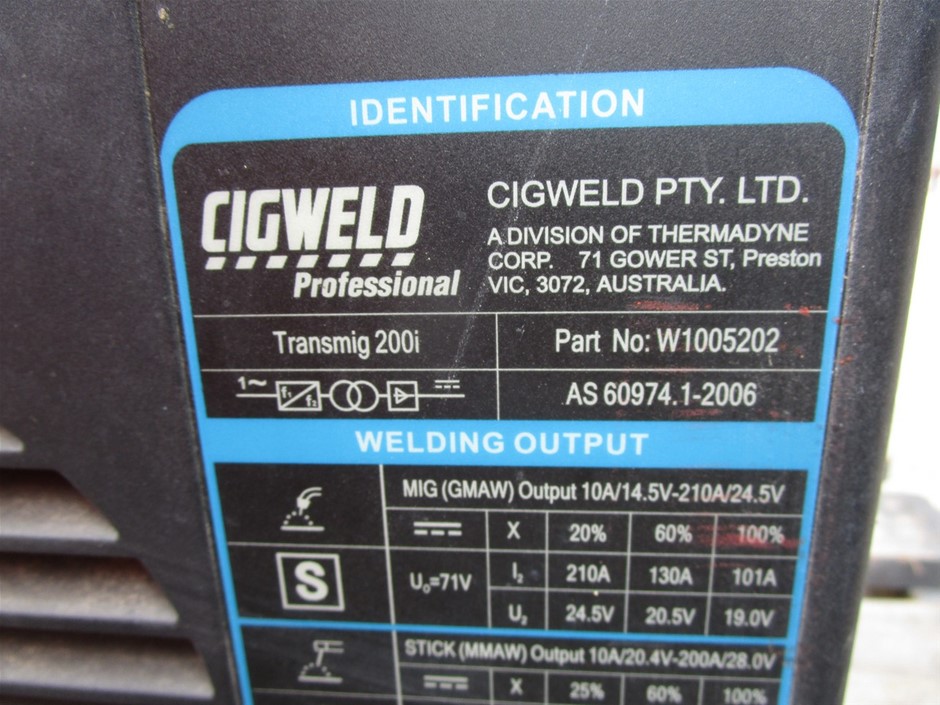 IDENTIFICATION
CIGWELD
Professional
CIGWELD PTY. LTD.
A DIVISION OF THERMADYNE
CORP. 71 GOWER ST, Preston
VIC, 3072, AUSTRALIA.
Transmig 200i
Part No: W1005202
1~ f₁ f₂
AS 60974.1-2006
WELDING OUTPUT
MIG (GMAW) Output 10A/14.5V-210A/24.5V
X 20% 60% 100%
S
U₀=71V
I₂ 210A 130A 101A
U₂ 24.5V 20.5V 19.0V
STICK (MMAW) Output 10A/20.4V-200A/28.0V
X 25% 60% 100%